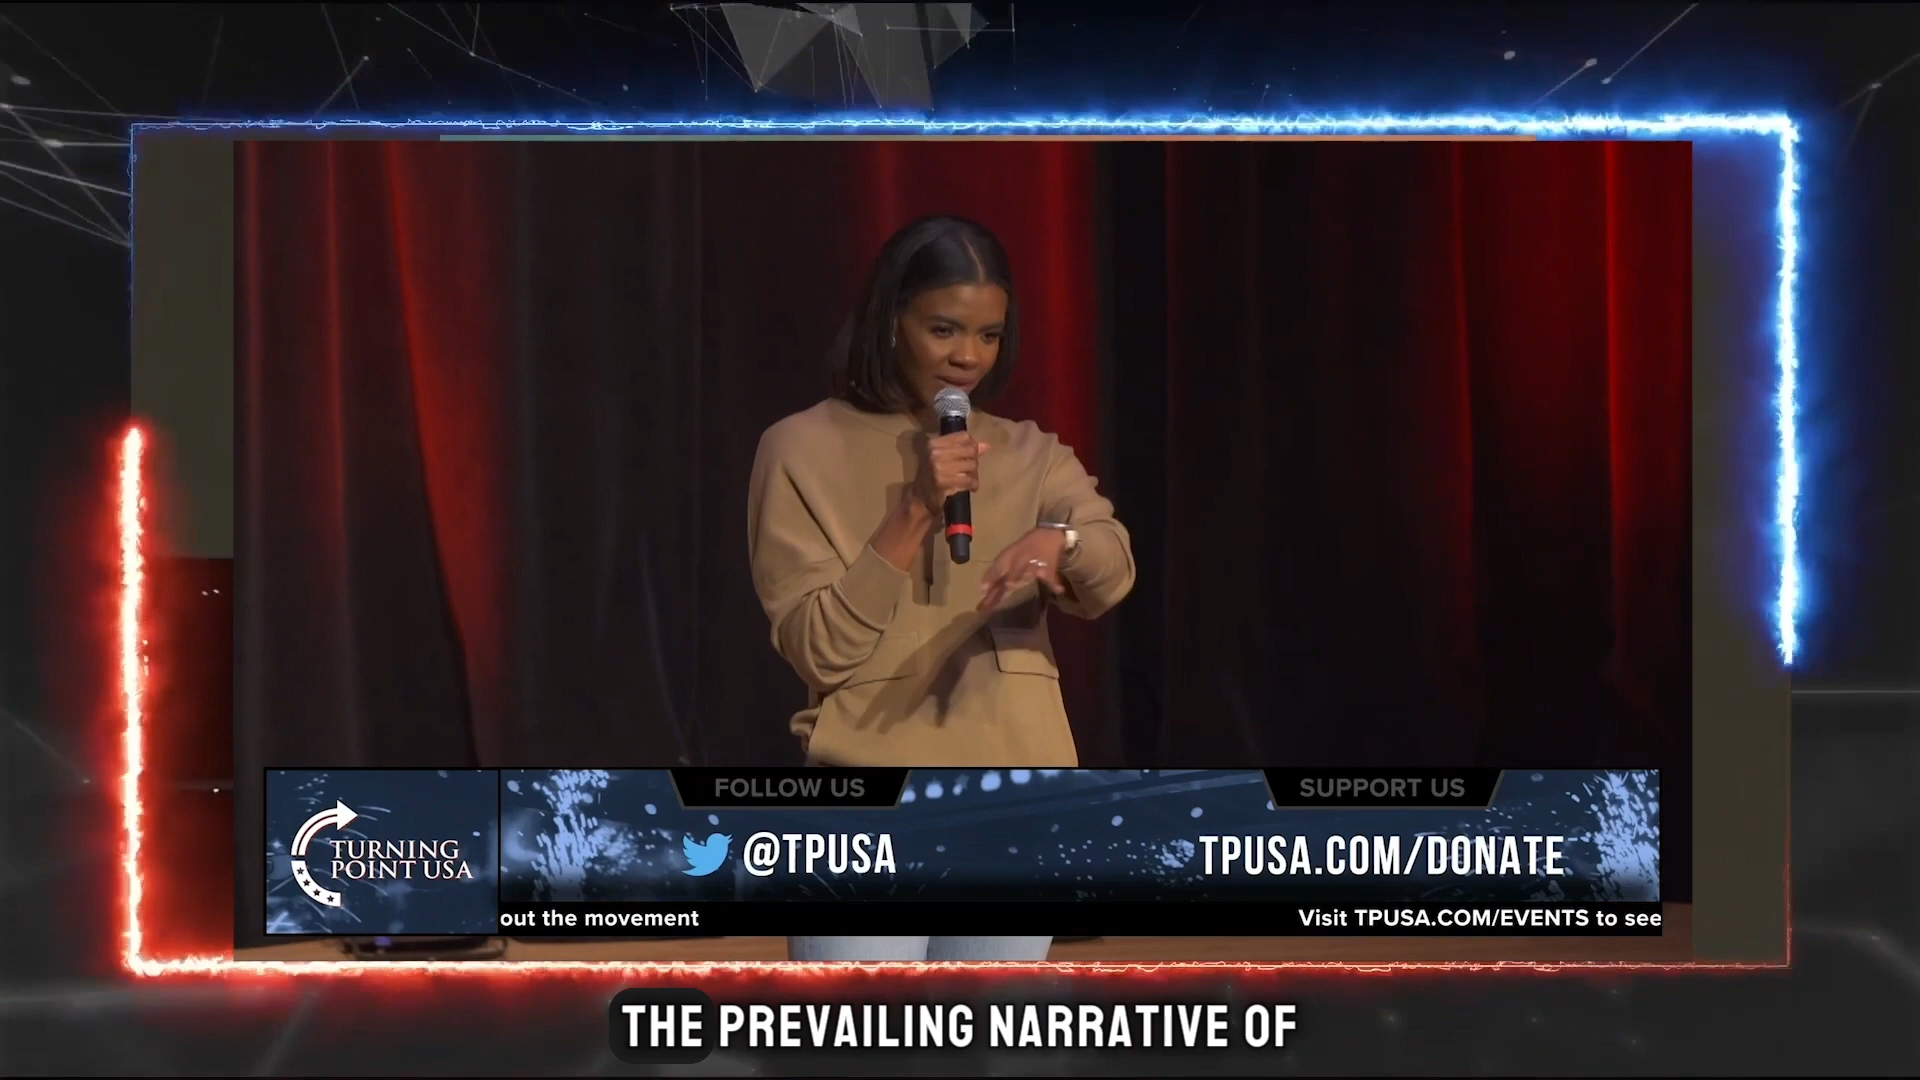 FOLLOW US
SUPPORT US
TURNING
POINT USA
@TPUSA
TPUSA.COM/DONATE
out the movement
Visit TPUSA.COM/EVENTS to see
THE PREVAILING NARRATIVE OF